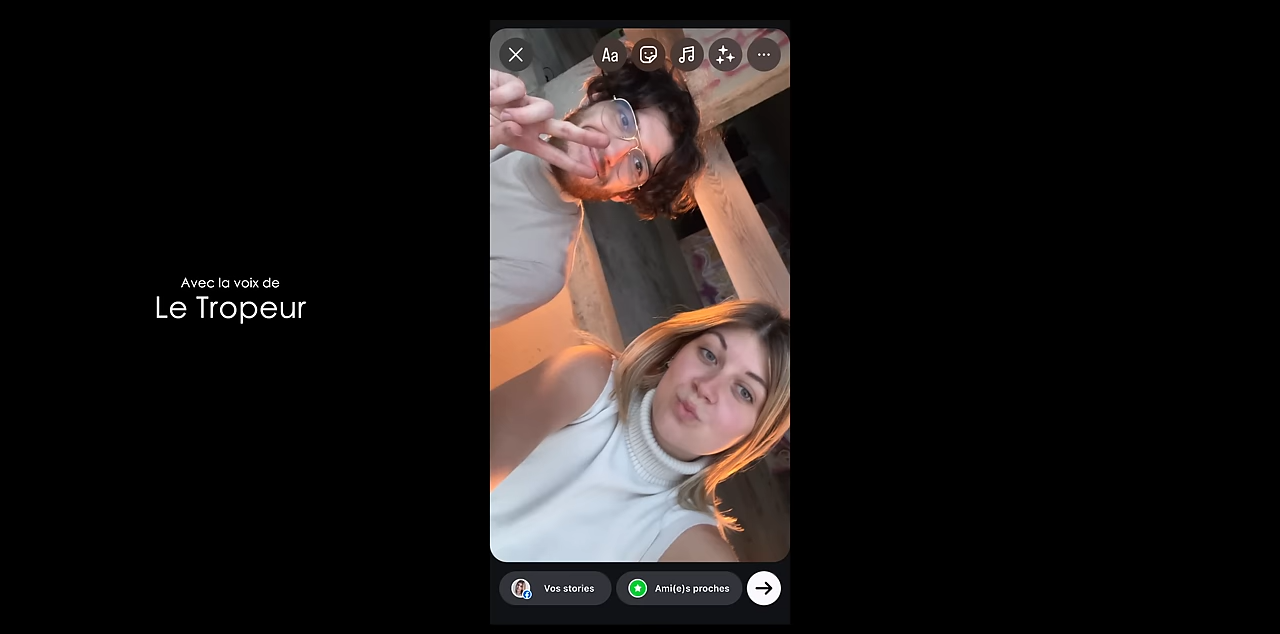 Avec la voix de
Le Tropeur
Aa
Vos stories
Ami(e)s proches